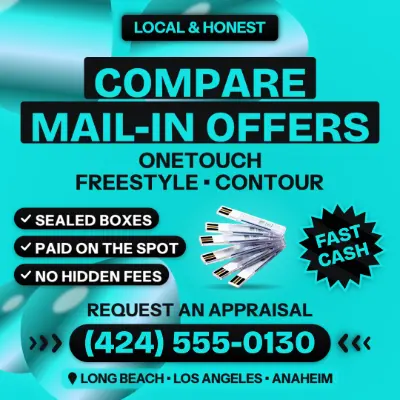 LOCAL & HONEST
COMPARE
MAIL-IN OFFERS
ONETOUCH
FREESTYLE ▪ CONTOUR
✓ SEALED BOXES
✓ PAID ON THE SPOT
✓ NO HIDDEN FEES
FAST
CASH
REQUEST AN APPRAISAL
››› (424) 555-0130 ‹‹‹
LONG BEACH ▪ LOS ANGELES ▪ ANAHEIM